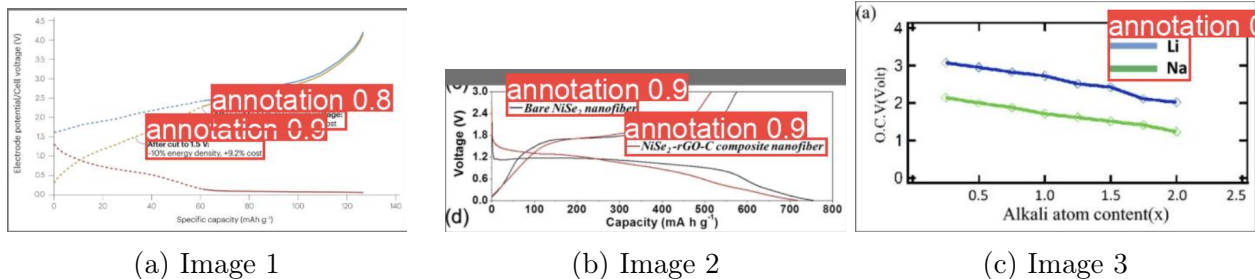 4.5
4.0
3.5
3.0
2.5
2.0
1.5
1.0
0.5
0.0
Electrode potential/Cell voltage (V)
annotation 0.8
annotation 0.9
After cut to 1.5 V:
-10% energy density, +9.2% cost
0 20 40 60 80 100 120 140
Specific capacity (mAh g⁻¹)
(a) Image 1
annotation 0.9
Bare NiSe₂ nanofiber
annotation 0.9
NiSe₂-rGO-C composite nanofiber
3.0
2.4
1.8
1.2
0.6
0.0
Voltage (V)
0 100 200 300 400 500 600 700 800
(d)
Capacity (mA h g⁻¹)
(b) Image 2
(a)
annotation 0.
Li
Na
4
3
2
1
0
O.C.V(Volt)
0.5 1.0 1.5 2.0 2.5
Alkali atom content(x)
(c) Image 3